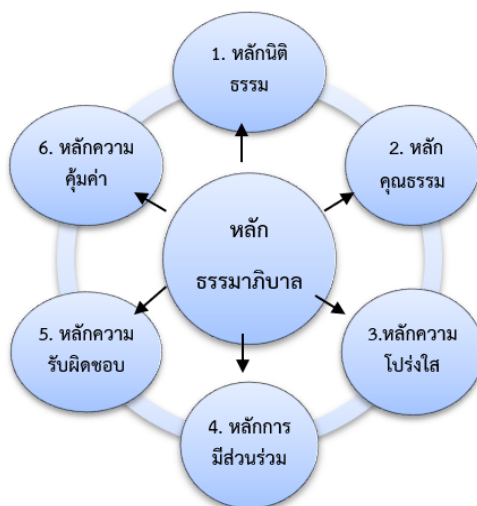 1. หลักนิติ
ธรรม
6. หลักความ
คุ้มค่า
2. หลัก
คุณธรรม
หลัก
ธรรมาภิบาล
5. หลักความ
รับผิดชอบ
3.หลักความ
โปร่งใส
4. หลักการ
มีส่วนร่วม